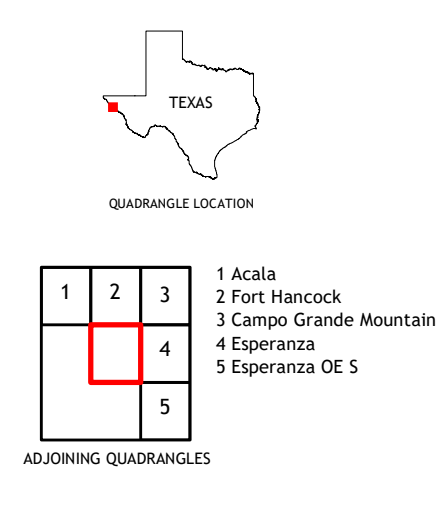 TEXAS
QUADRANGLE LOCATION
1 2 3
4
5
1 Acala
2 Fort Hancock
3 Campo Grande Mountain
4 Esperanza
5 Esperanza OE S
ADJOINING QUADRANGLES